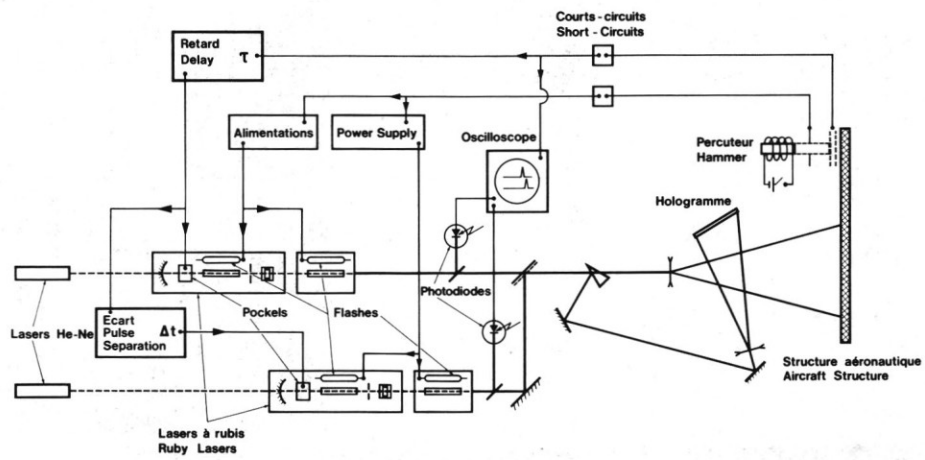 Courts-circuits
Short-Circuits
Retard
Delay
τ
Alimentations
Power Supply
Oscilloscope
Percuteur
Hammer
Hologramme
Photodiodes
Lasers He-Ne
Ecart
Pulse
Separation
Δt
Pockels
Flashes
Structure aéronautique
Aircraft Structure
Lasers à rubis
Ruby Lasers